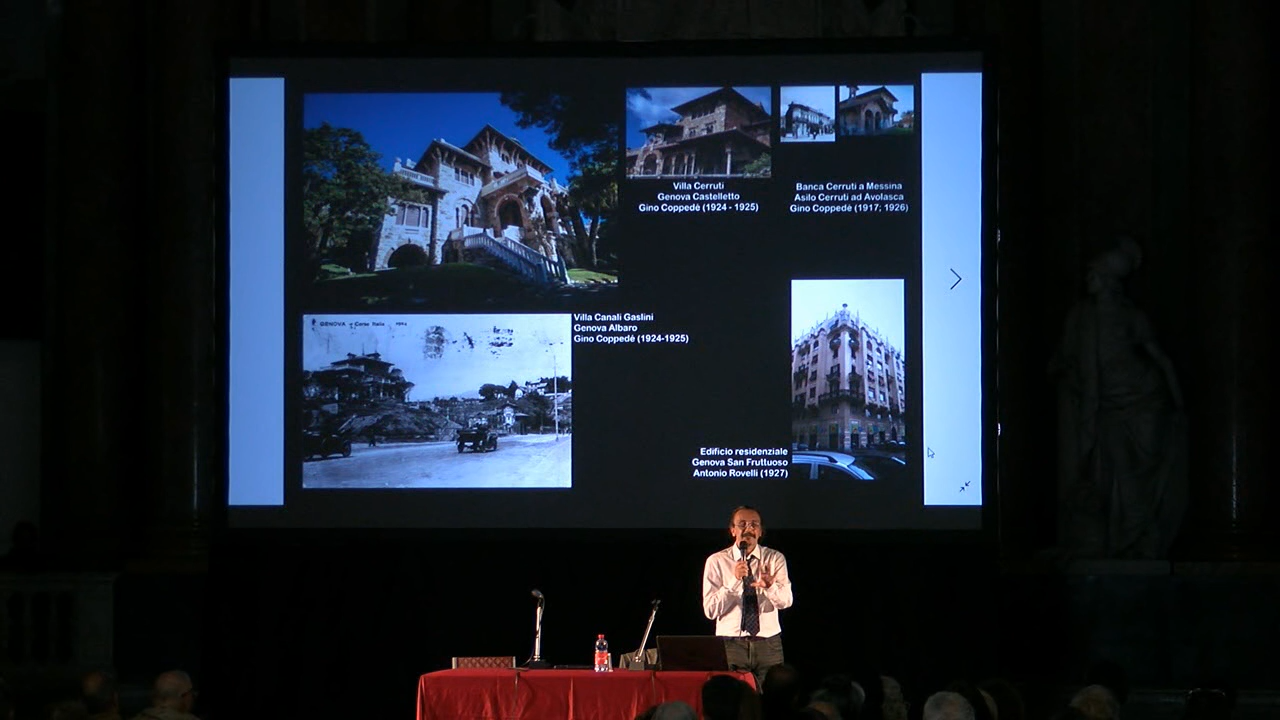 Villa Cerruti
Genova Castelletto
Gino Coppedè (1924 - 1925)
Banca Cerruti a Messina
Asilo Cerruti ad Avolasca
Gino Coppedè (1917; 1926)
GENOVA - Corso Italia
Villa Canali Gaslini
Genova Albaro
Gino Coppedè (1924-1925)
Edificio residenziale
Genova San Fruttuoso
Antonio Rovelli (1927)